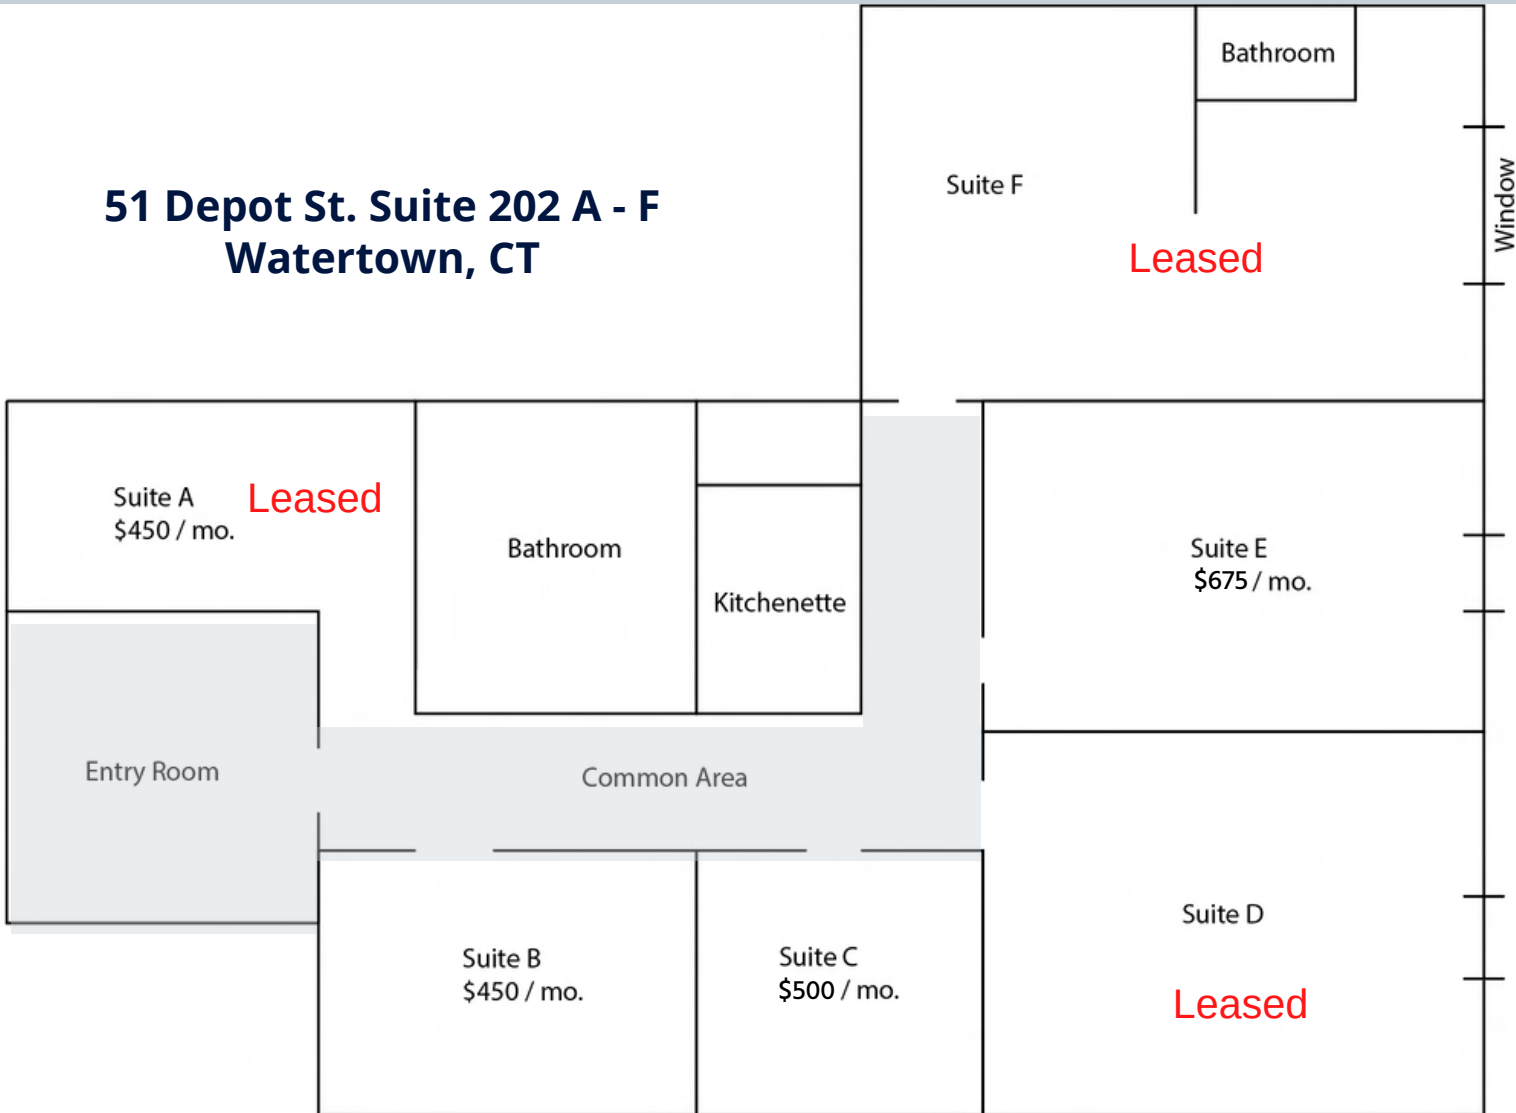 Bathroom
Window
Suite F
51 Depot St. Suite 202 A - F
Watertown, CT
Leased
Suite A
$450 / mo.
Leased
Bathroom
Kitchenette
Suite E
$675 / mo.
Entry Room
Common Area
Suite B
$450 / mo.
Suite C
$500 / mo.
Suite D
Leased